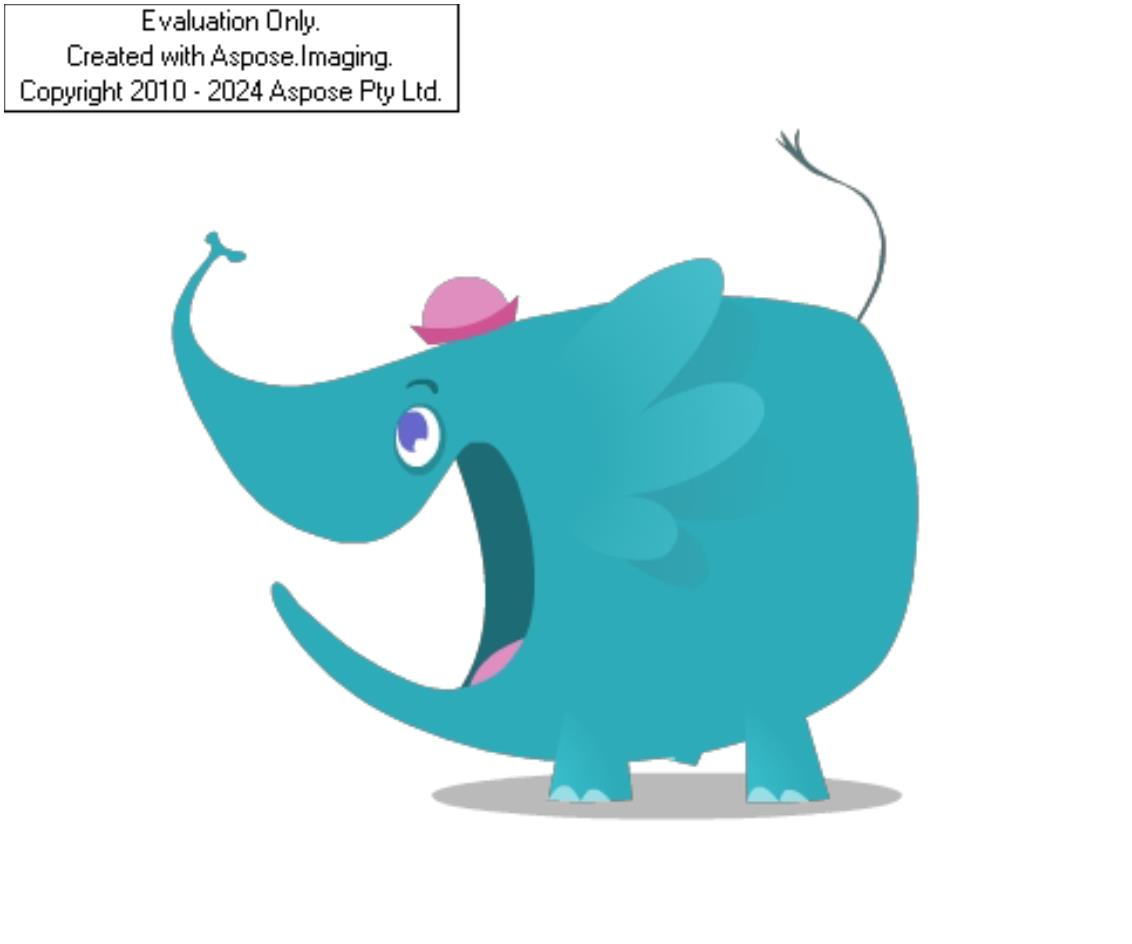 Evaluation Only.
Created with Aspose.Imaging.
Copyright 2010 - 2024 Aspose Pty Ltd.